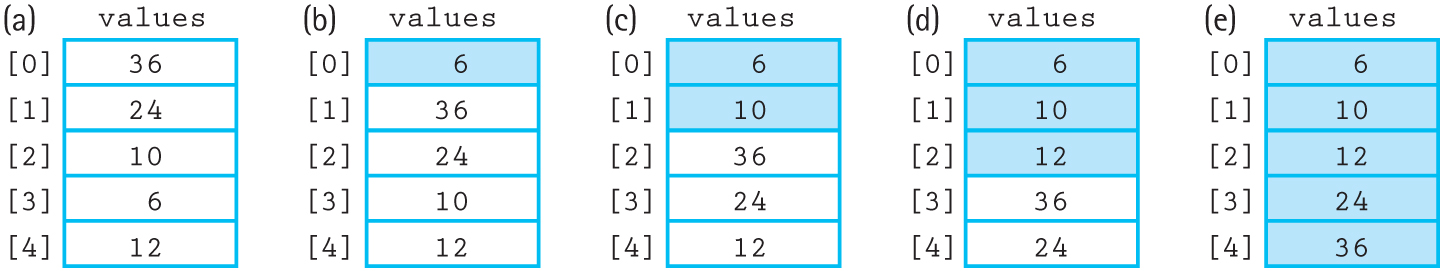 (a) values (b) values (c) values (d) values (e) values
[0] 36 [0] 6 [0] 6 [0] 6 [0] 6
[1] 24 [1] 36 [1] 10 [1] 10 [1] 10
[2] 10 [2] 24 [2] 36 [2] 12 [2] 12
[3] 6 [3] 10 [3] 24 [3] 36 [3] 24
[4] 12 [4] 12 [4] 12 [4] 24 [4] 36